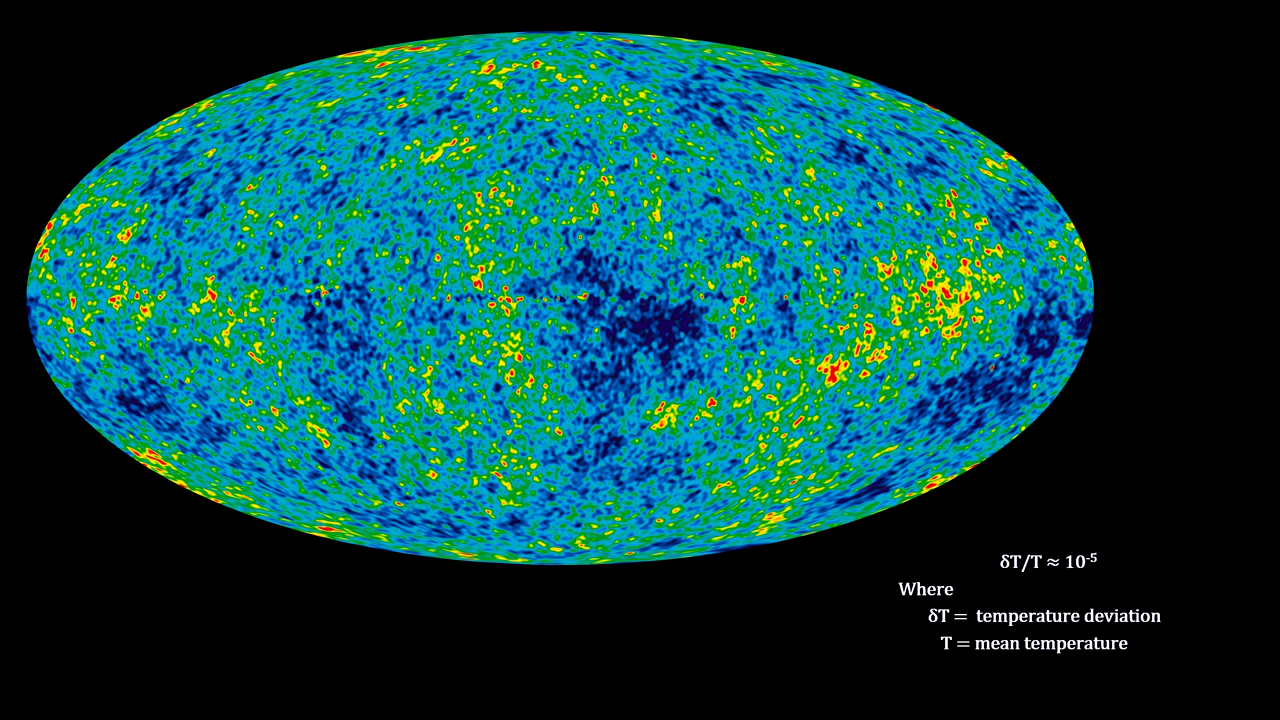 δT/T ≈ 10⁻⁵
Where
δT = temperature deviation
T = mean temperature